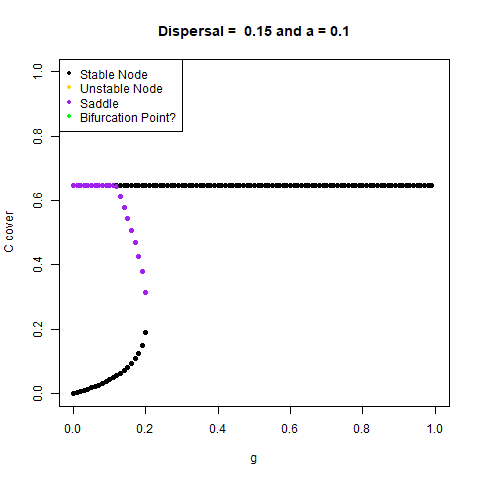 Dispersal =  0.15 and a = 0.1
Stable Node
Unstable Node
Saddle
Bifurcation Point?
1.0
0.8
0.6
0.4
0.2
0.0
C cover
0.0 0.2 0.4 0.6 0.8 1.0
g